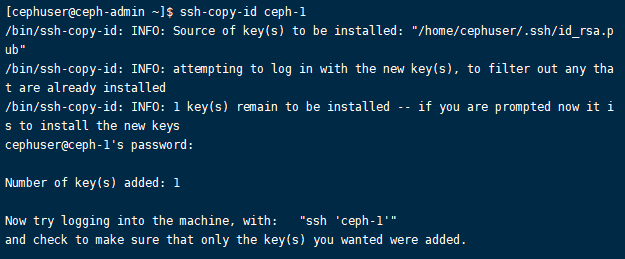 [cephuser@ceph-admin ~]$ ssh-copy-id ceph-1
/bin/ssh-copy-id: INFO: Source of key(s) to be installed: "/home/cephuser/.ssh/id_rsa.p
ub"
/bin/ssh-copy-id: INFO: attempting to log in with the new key(s), to filter out any tha
t are already installed
/bin/ssh-copy-id: INFO: 1 key(s) remain to be installed -- if you are prompted now it i
s to install the new keys
cephuser@ceph-1's password:
Number of key(s) added: 1
Now try logging into the machine, with:   "ssh 'ceph-1'"
and check to make sure that only the key(s) you wanted were added.